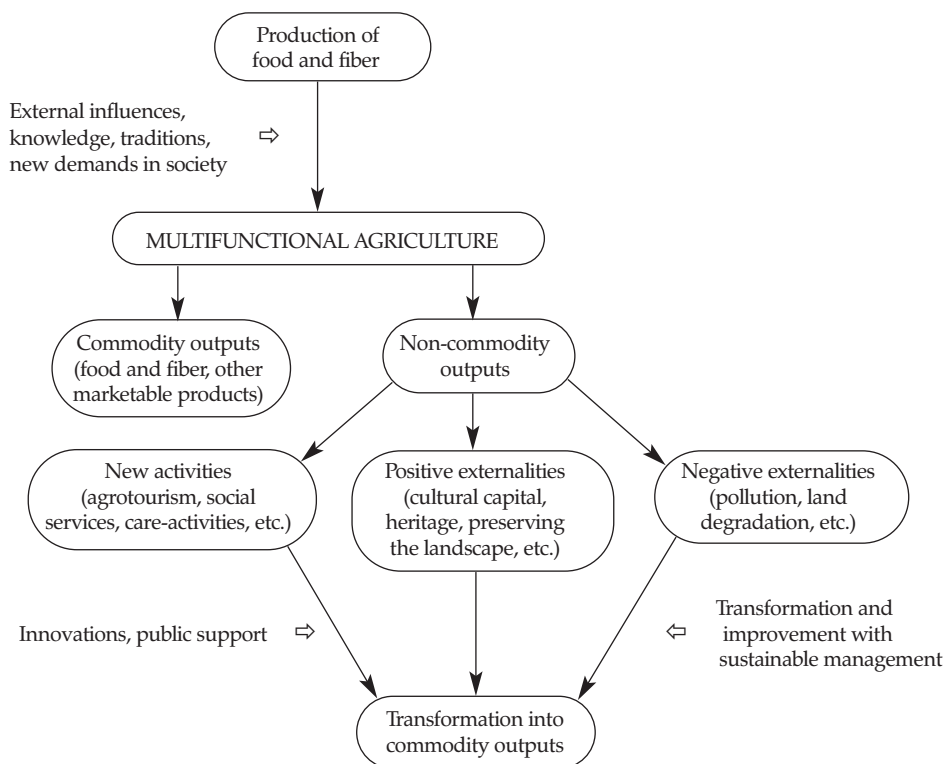 Production of
food and fiber
External influences,
knowledge, traditions,
new demands in society
MULTIFUNCTIONAL AGRICULTURE
Commodity outputs
(food and fiber, other
marketable products)
Non-commodity
outputs
New activities
(agrotourism, social
services, care-activities, etc.)
Positive externalities
(cultural capital,
heritage, preserving
the landscape, etc.)
Negative externalities
(pollution, land
degradation, etc.)
Innovations, public support
Transformation and
improvement with
sustainable management
Transformation into
commodity outputs